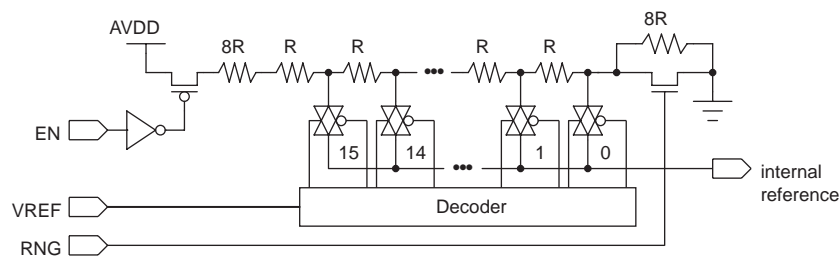 8R
AVDD
8R R R R R
EN
15 14 1 0
internal
reference
VREF
Decoder
RNG